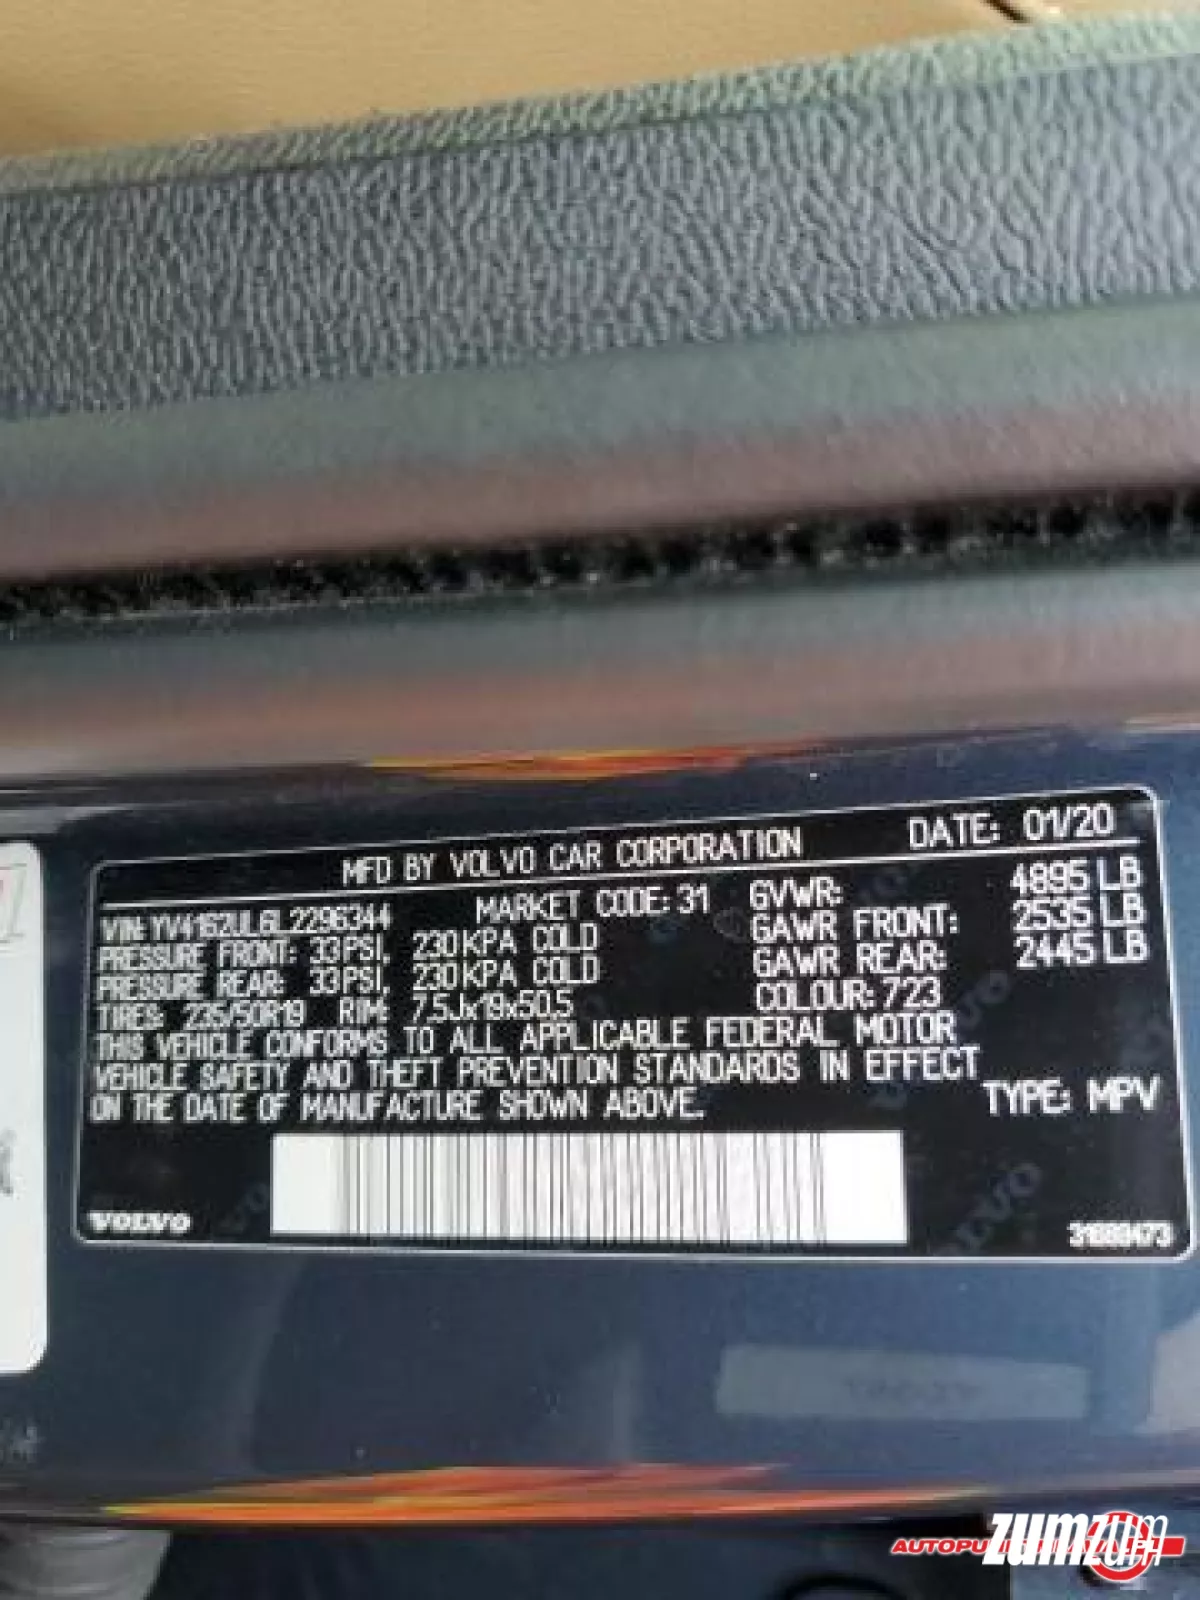 MFD BY VOLVO CAR CORPORATION DATE: 01/20
VIN: YV4162UL6L2296344 MARKET CODE: 31 GVWR: 4895 LB
PRESSURE FRONT: 33PSI, 230KPA COLD GAWR FRONT: 2535 LB
PRESSURE REAR: 33PSI, 230KPA COLD GAWR REAR: 2445 LB
TIRES: 235/50R19 RIM: 7,5Jx19x50,5 COLOUR: 723
THIS VEHICLE CONFORMS TO ALL APPLICABLE FEDERAL MOTOR
VEHICLE SAFETY AND THEFT PREVENTION STANDARDS IN EFFECT
ON THE DATE OF MANUFACTURE SHOWN ABOVE. TYPE: MPV
VOLVO
zumzum